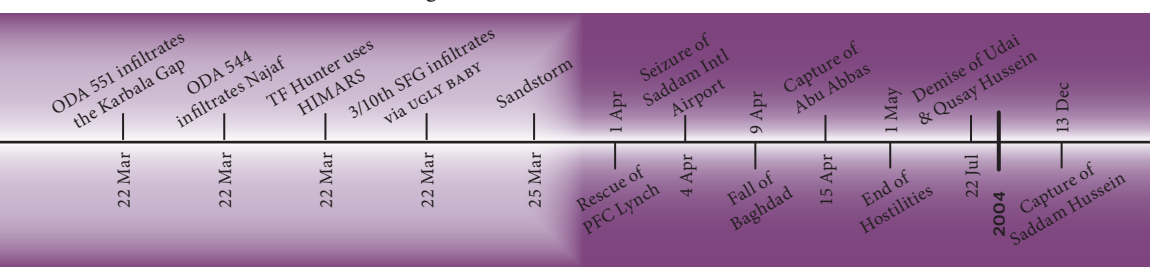 ODA 551 infiltrates
the Karbala Gap
22 Mar
ODA 544
infiltrates Najaf
22 Mar
TF Hunter uses
HIMARS
22 Mar
3/10th SFG infiltrates
via UGLY BABY
22 Mar
Sandstorm
25 Mar
1 Apr
Rescue of
PFC Lynch
Seizure of
Saddam Intl
Airport
4 Apr
9 Apr
Fall of
Baghdad
Capture of
Abu Abbas
15 Apr
1 May
End of
Hostilities
Demise of Udai
& Qusay Hussein
22 Jul
2004
13 Dec
Capture of
Saddam Hussein